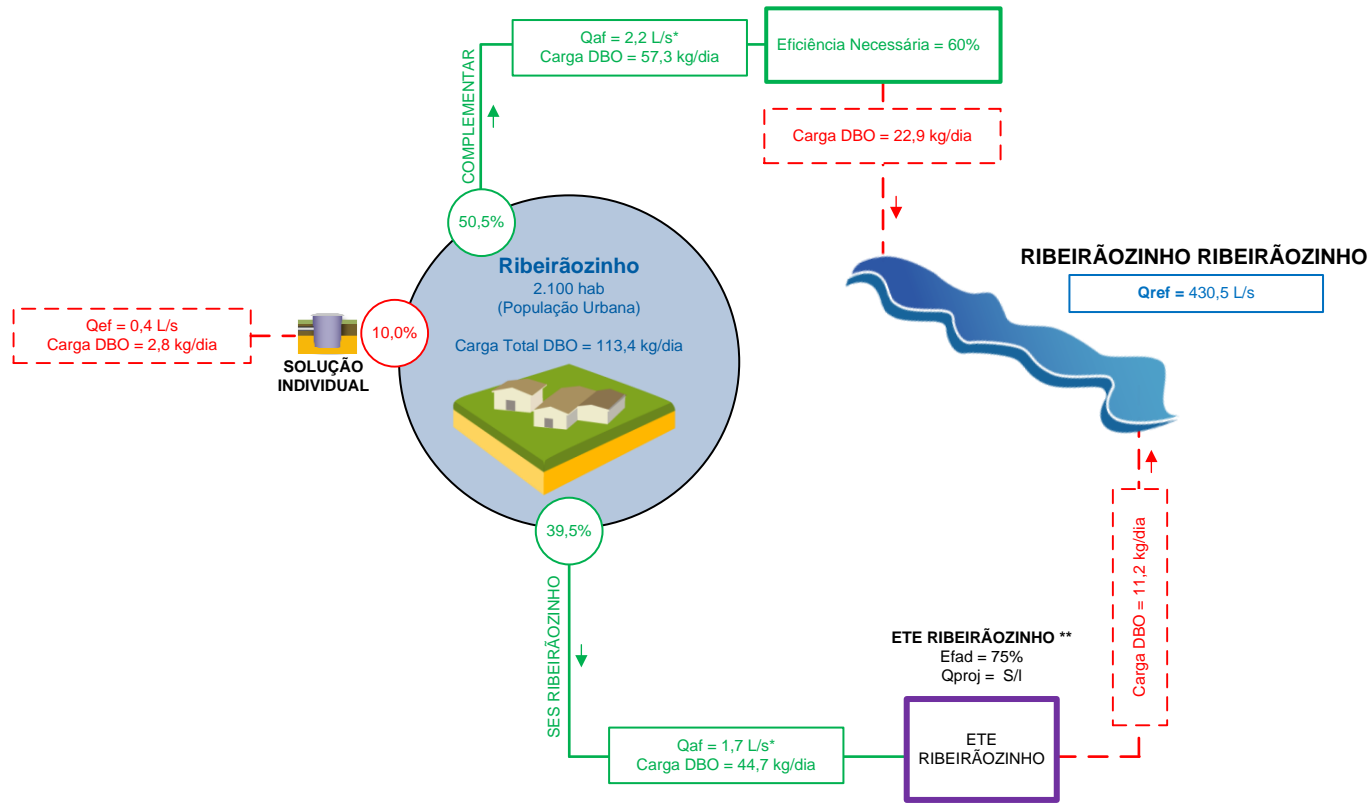 Qaf = 2,2 L/s*
Carga DBO = 57,3 kg/dia
Eficiência Necessária = 60%
COMPLEMENTAR
Carga DBO = 22,9 kg/dia
50,5%
Ribeirãozinho
2.100 hab
(População Urbana)
Carga Total DBO = 113,4 kg/dia
RIBEIRÃOZINHO RIBEIRÃOZINHO
Qref = 430,5 L/s
Qef = 0,4 L/s
Carga DBO = 2,8 kg/dia
10,0%
SOLUÇÃO
INDIVIDUAL
39,5%
SES RIBEIRÃOZINHO
Carga DBO = 11,2 kg/dia
ETE RIBEIRÃOZINHO **
Efad = 75%
Qproj = S/I
Qaf = 1,7 L/s*
Carga DBO = 44,7 kg/dia
ETE
RIBEIRÃOZINHO